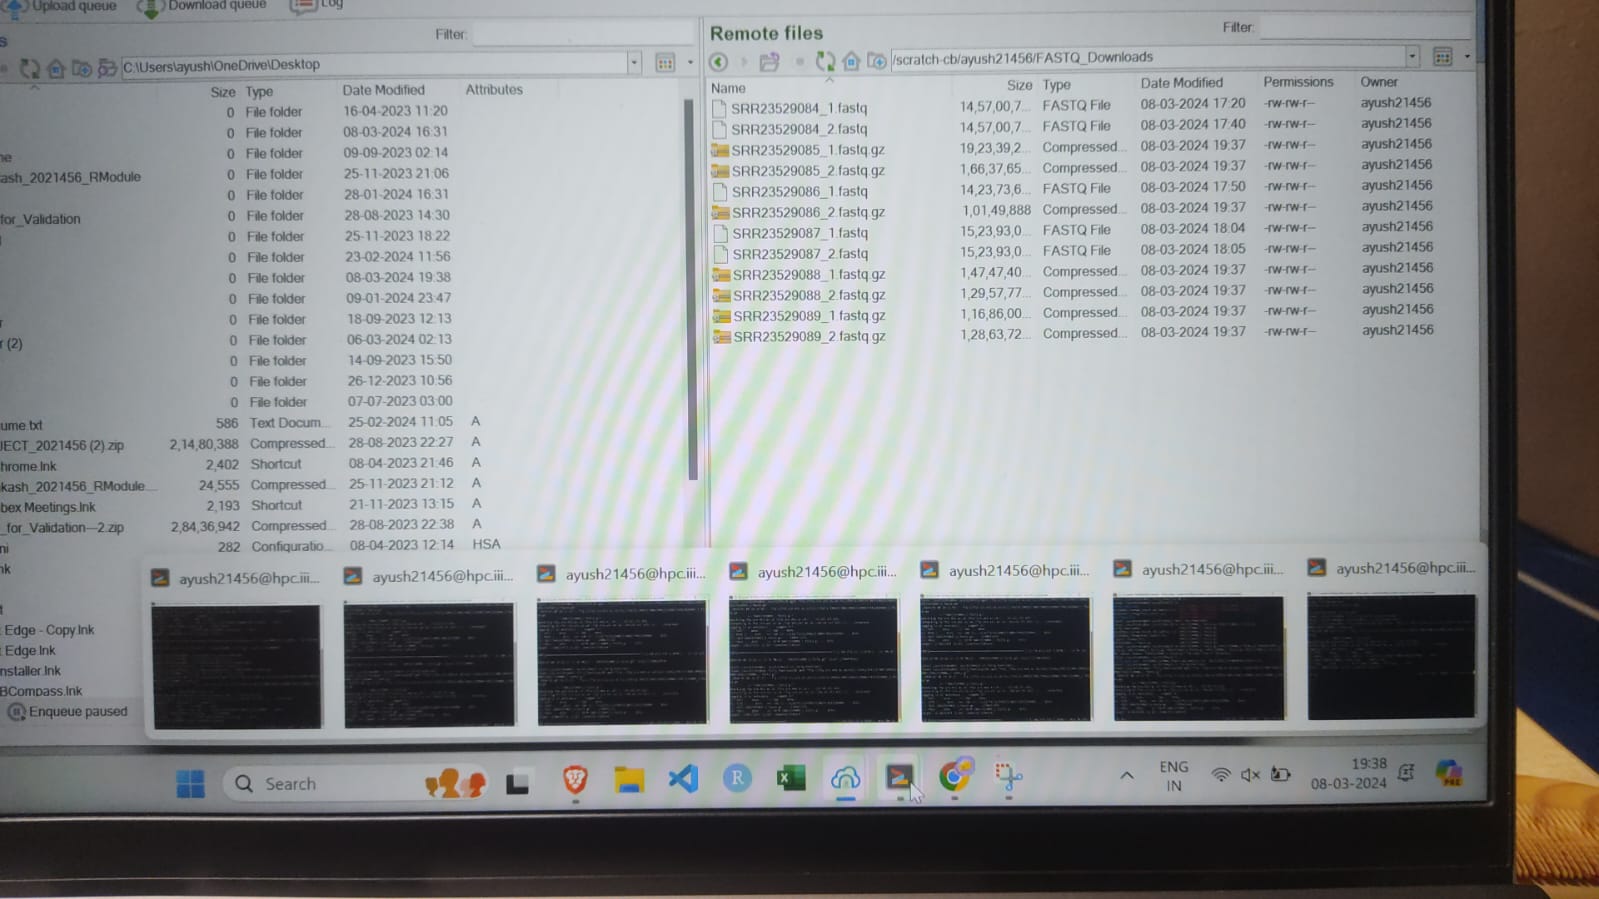 Upload queue Download queue Log
Filter:
C:\Users\ayush\OneDrive\Desktop
Size Type Date Modified Attributes
0 File folder 16-04-2023 11:20
0 File folder 08-03-2024 16:31
0 File folder 09-09-2023 02:14
ash_2021456_RModule 0 File folder 25-11-2023 21:06
0 File folder 28-01-2024 16:31
for_Validation 0 File folder 28-08-2023 14:30
0 File folder 25-11-2023 18:22
0 File folder 23-02-2024 11:56
0 File folder 08-03-2024 19:38
0 File folder 09-01-2024 23:47
0 File folder 18-09-2023 12:13
r (2) 0 File folder 06-03-2024 02:13
0 File folder 14-09-2023 15:50
0 File folder 26-12-2023 10:56
0 File folder 07-07-2023 03:00
ume.txt 586 Text Docum... 25-02-2024 11:05 A
JECT_2021456 (2).zip 2,14,80,388 Compressed... 28-08-2023 22:27 A
hrome.lnk 2,402 Shortcut 08-04-2023 21:46 A
kash_2021456_RModule.... 24,555 Compressed... 25-11-2023 21:12 A
bex Meetings.lnk 2,193 Shortcut 21-11-2023 13:15 A
_for_Validation---2.zip 2,84,36,942 Compressed... 28-08-2023 22:38 A
ni 282 Configuratio... 08-04-2023 12:14 HSA
nk
t
Edge - Copy.lnk
Edge.lnk
nstaller.lnk
BCompass.lnk
Enqueue paused
Remote files Filter:
/scratch-cb/ayush21456/FASTQ_Downloads
Name Size Type Date Modified Permissions Owner
SRR23529084_1.fastq 14,57,00,7... FASTQ File 08-03-2024 17:20 -rw-rw-r-- ayush21456
SRR23529084_2.fastq 14,57,00,7... FASTQ File 08-03-2024 17:40 -rw-rw-r-- ayush21456
SRR23529085_1.fastq.gz 19,23,39,2... Compressed... 08-03-2024 19:37 -rw-rw-r-- ayush21456
SRR23529085_2.fastq.gz 1,66,37,65... Compressed... 08-03-2024 19:37 -rw-rw-r-- ayush21456
SRR23529086_1.fastq 14,23,73,6... FASTQ File 08-03-2024 17:50 -rw-rw-r-- ayush21456
SRR23529086_2.fastq.gz 1,01,49,888 Compressed... 08-03-2024 19:37 -rw-rw-r-- ayush21456
SRR23529087_1.fastq 15,23,93,0... FASTQ File 08-03-2024 18:04 -rw-rw-r-- ayush21456
SRR23529087_2.fastq 15,23,93,0... FASTQ File 08-03-2024 18:05 -rw-rw-r-- ayush21456
SRR23529088_1.fastq.gz 1,47,47,40... Compressed... 08-03-2024 19:37 -rw-rw-r-- ayush21456
SRR23529088_2.fastq.gz 1,29,57,77... Compressed... 08-03-2024 19:37 -rw-rw-r-- ayush21456
SRR23529089_1.fastq.gz 1,16,86,00... Compressed... 08-03-2024 19:37 -rw-rw-r-- ayush21456
SRR23529089_2.fastq.gz 1,28,63,72... Compressed... 08-03-2024 19:37 -rw-rw-r-- ayush21456
ayush21456@hpc.iii... ayush21456@hpc.iii... ayush21456@hpc.iii... ayush21456@hpc.iii... ayush21456@hpc.iii... ayush21456@hpc.iii... ayush21456@hpc.iii...
Search
ENG
IN
19:38
08-03-2024